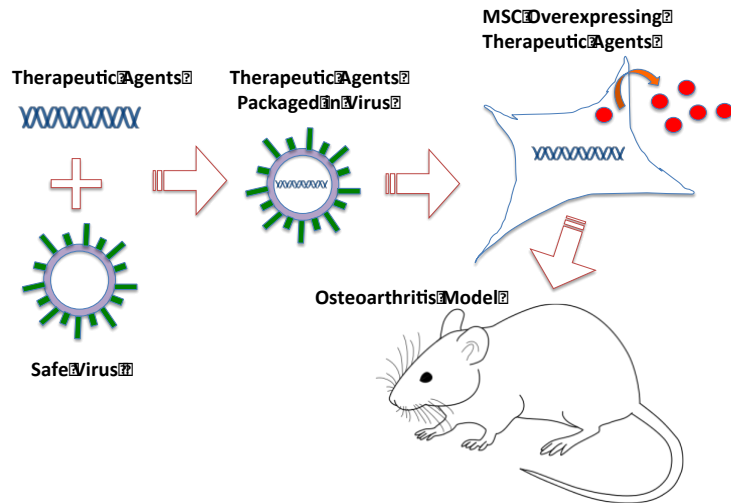 MSC Overexpressing
Therapeutic Agents
Therapeutic Agents
Therapeutic Agents
Packaged in Virus
Osteoarthritis Model
Safe Virus